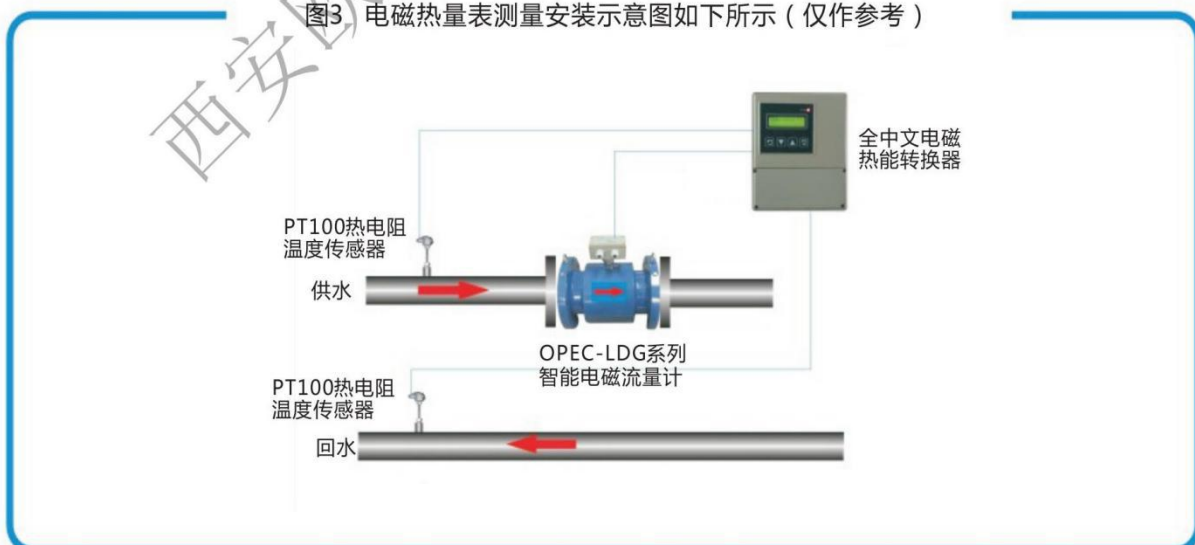 图3 电磁热量表测量安装示意图如下所示（仅作参考）
西安
全中文电磁
热能转换器
PT100热电阻
温度传感器
供水
OPEC-LDG系列
智能电磁流量计
PT100热电阻
温度传感器
回水